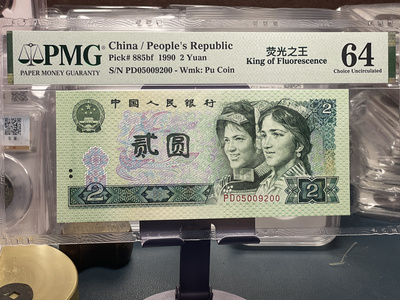 PMG
PAPER MONEY GUARANTY
China / People's Republic
Pick# 885bf 1990 2 Yuan
S/N PD05009200 - Wmk: Pu Coin
荧光之王
King of Fluorescence
64
Choice Uncirculated
中国人民银行
2
贰圆
2
2
PD05009200